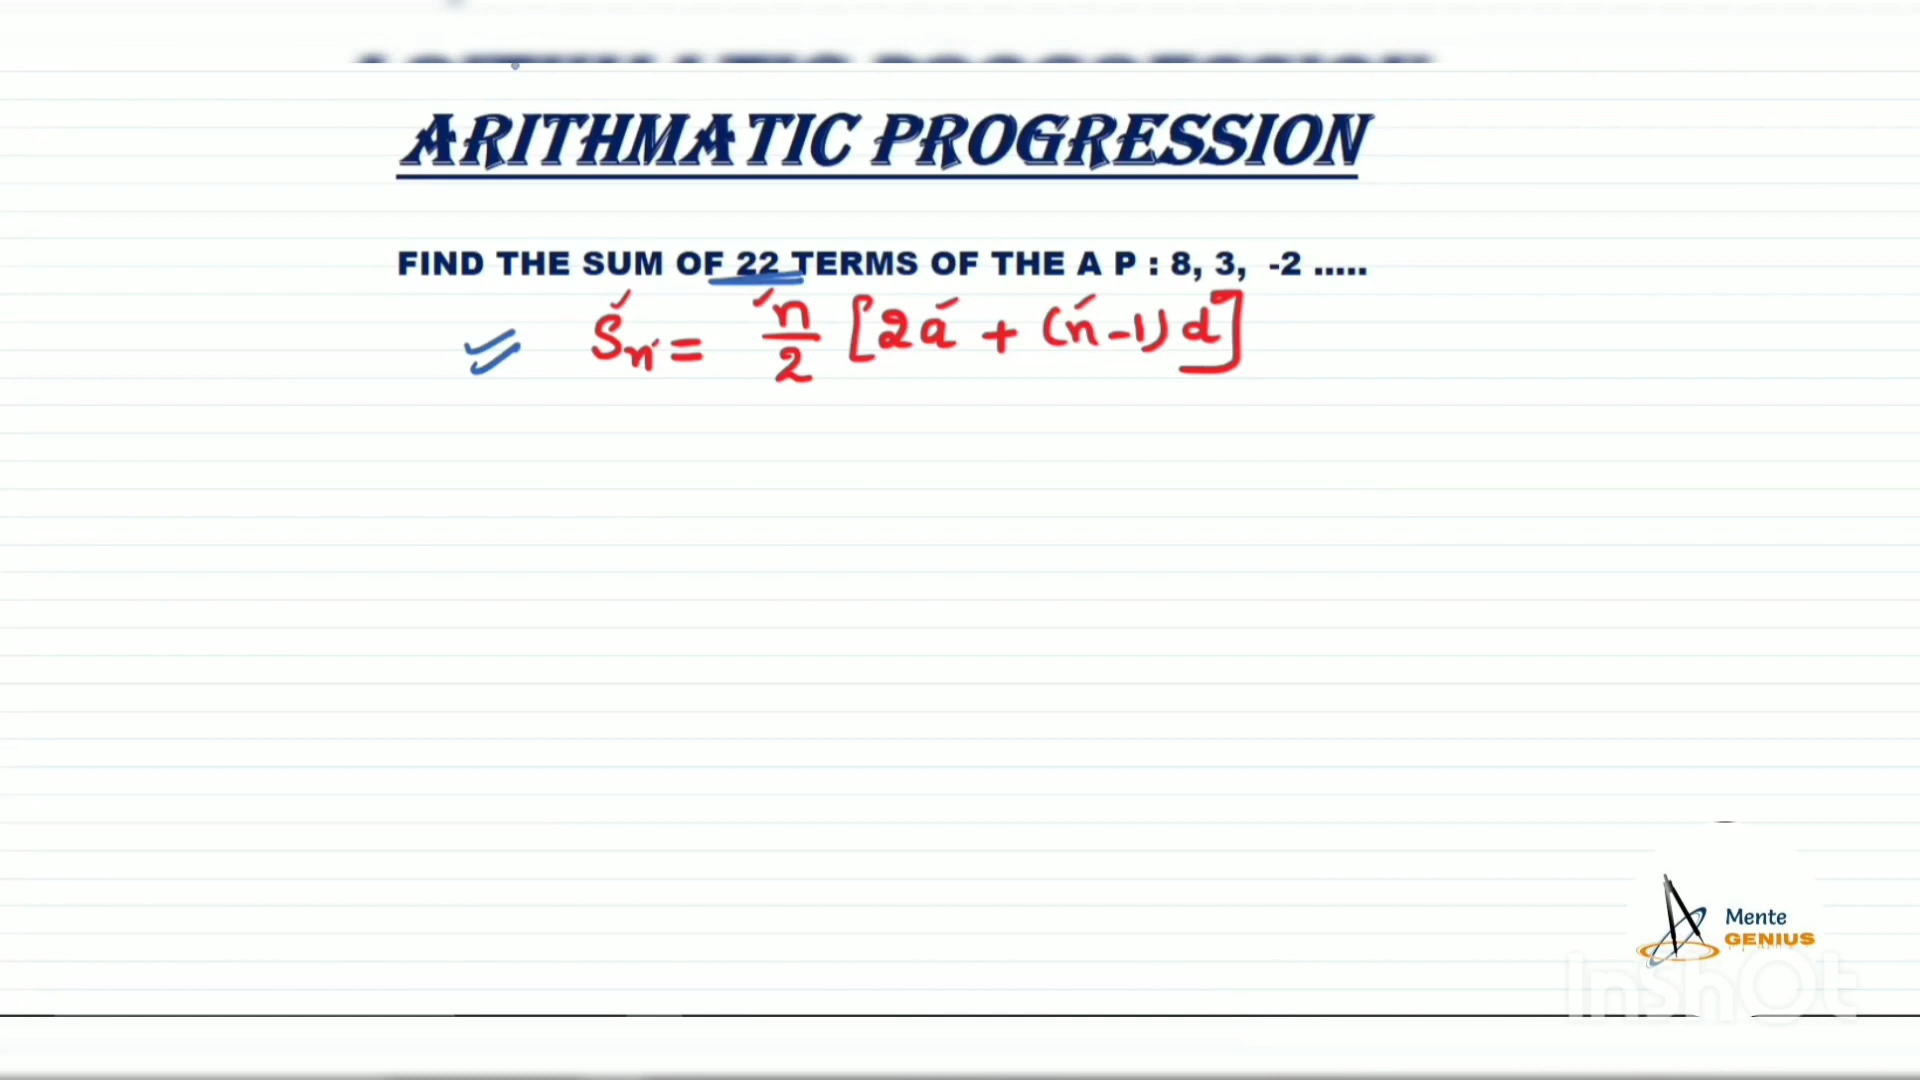 ARITHMATIC PROGRESSION
FIND THE SUM OF 22 TERMS OF THE A P : 8, 3, -2 .....
Sn = n/2 [2a + (n-1)d]
Mente
GENIUS
InShOt